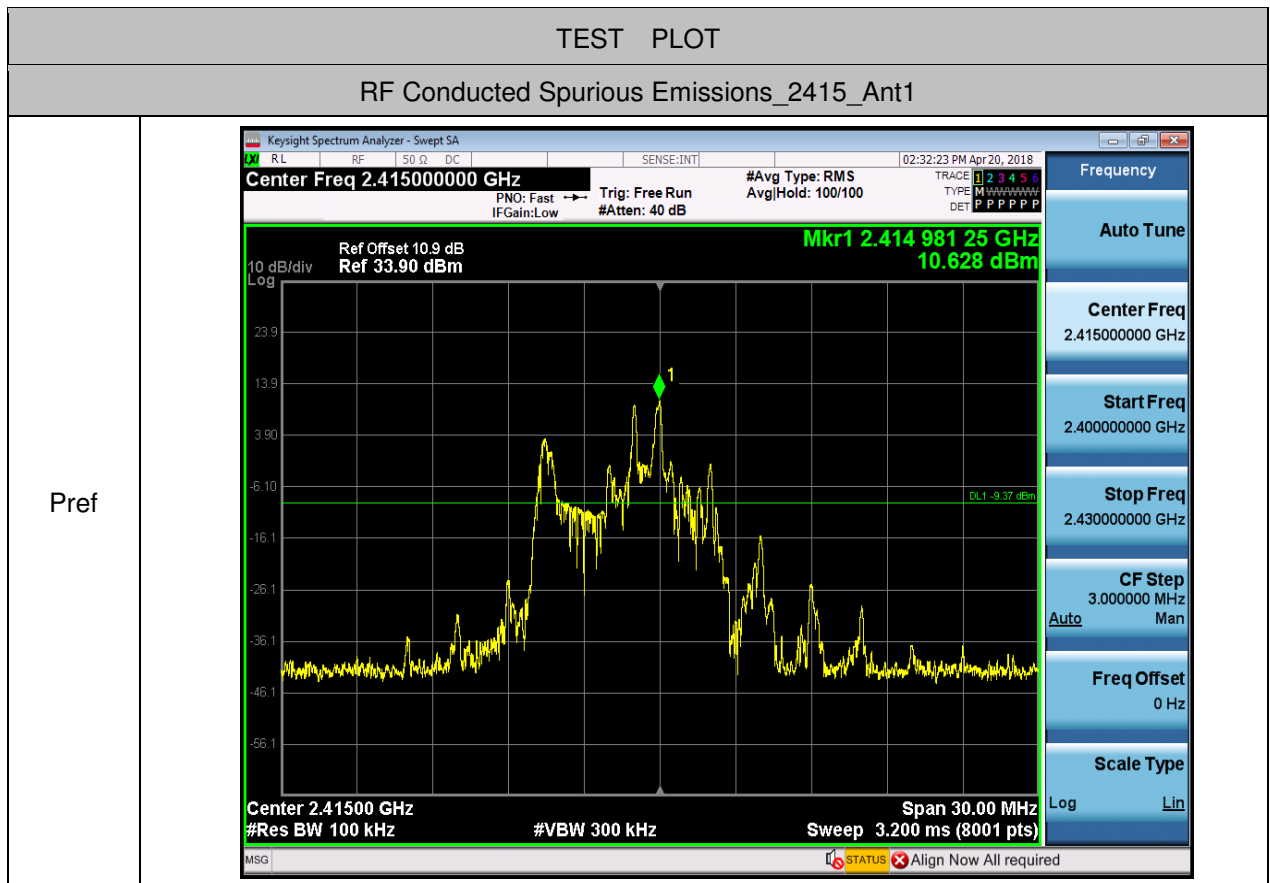 TEST PLOT
RF Conducted Spurious Emissions_2415_Ant1
Pref
Keysight Spectrum Analyzer - Swept SA
LXI RL RF 50 Ω DC SENSE:INT 02:32:23 PM Apr 20, 2018
Center Freq 2.415000000 GHz
PNO: Fast
IFGain:Low
Trig: Free Run
#Atten: 40 dB
#Avg Type: RMS
Avg|Hold: 100/100
TRACE 1 2 3 4 5 6
TYPE M WWWWW
DET P P P P P P
Ref Offset 10.9 dB
10 dB/div Ref 33.90 dBm
Log
Mkr1 2.414 981 25 GHz
10.628 dBm
23.9
13.9
3.90
-6.10
-16.1
-26.1
-36.1
-46.1
-56.1
1
DL1 -9.37 dBm
Center 2.41500 GHz Span 30.00 MHz
#Res BW 100 kHz #VBW 300 kHz Sweep 3.200 ms (8001 pts)
MSG STATUS Align Now All required
Frequency
Auto Tune
Center Freq
2.415000000 GHz
Start Freq
2.400000000 GHz
Stop Freq
2.430000000 GHz
CF Step
3.000000 MHz
Auto Man
Freq Offset
0 Hz
Scale Type
Log Lin